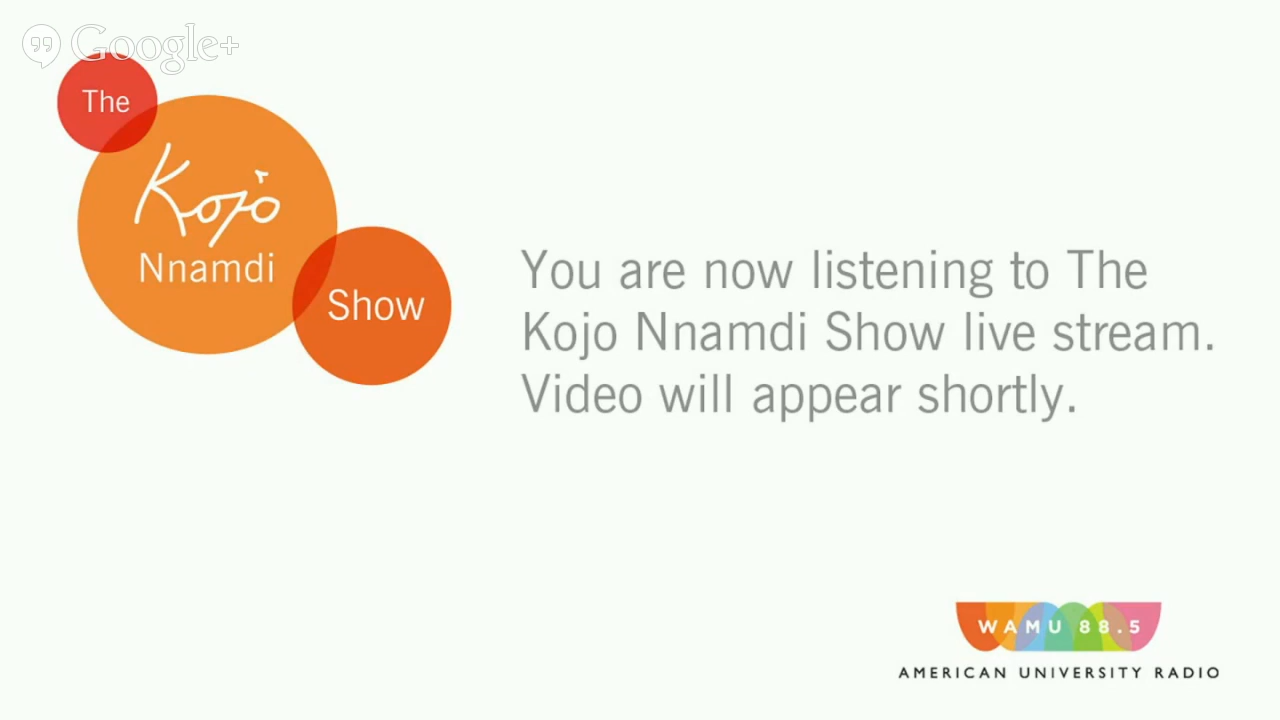 Google+
The
Kojo
Nnamdi
Show
You are now listening to The
Kojo Nnamdi Show live stream.
Video will appear shortly.
WAMU 88.5
AMERICAN UNIVERSITY RADIO